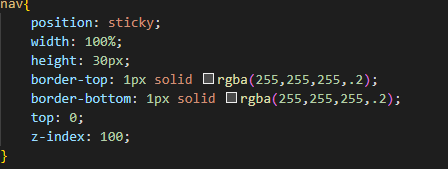 nav{
position: sticky;
width: 100%;
height: 30px;
border-top: 1px solid rgba(255,255,255,.2);
border-bottom: 1px solid rgba(255,255,255,.2);
top: 0;
z-index: 100;
}